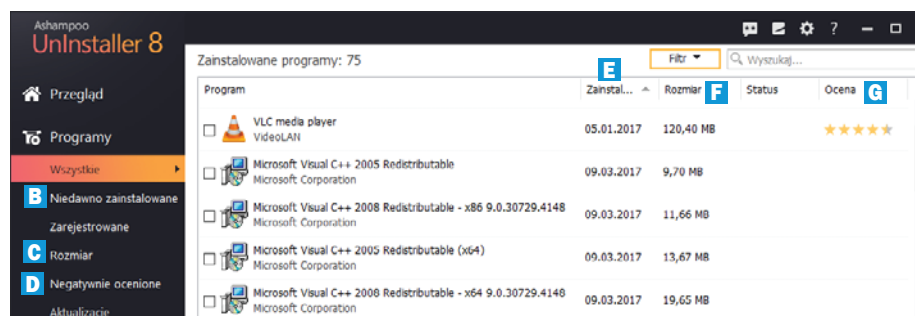 Ashampoo
UnInstaller 8
Przegląd
Programy
Wszystkie
B Niedawno zainstalowane
Zarejestrowane
C Rozmiar
D Negatywnie ocenione
Aktualizacje
?
Zainstalowane programy: 75
Filtr
Wyszukaj...
E
Program
Zainstal...
Rozmiar F
Status
Ocena G
VLC media player
VideoLAN
05.01.2017 120,40 MB
Microsoft Visual C++ 2005 Redistributable
Microsoft Corporation
09.03.2017 9,70 MB
Microsoft Visual C++ 2008 Redistributable - x86 9.0.30729.4148
Microsoft Corporation
09.03.2017 11,66 MB
Microsoft Visual C++ 2005 Redistributable (x64)
Microsoft Corporation
09.03.2017 13,67 MB
Microsoft Visual C++ 2008 Redistributable - x64 9.0.30729.4148
Microsoft Corporation
09.03.2017 19,65 MB